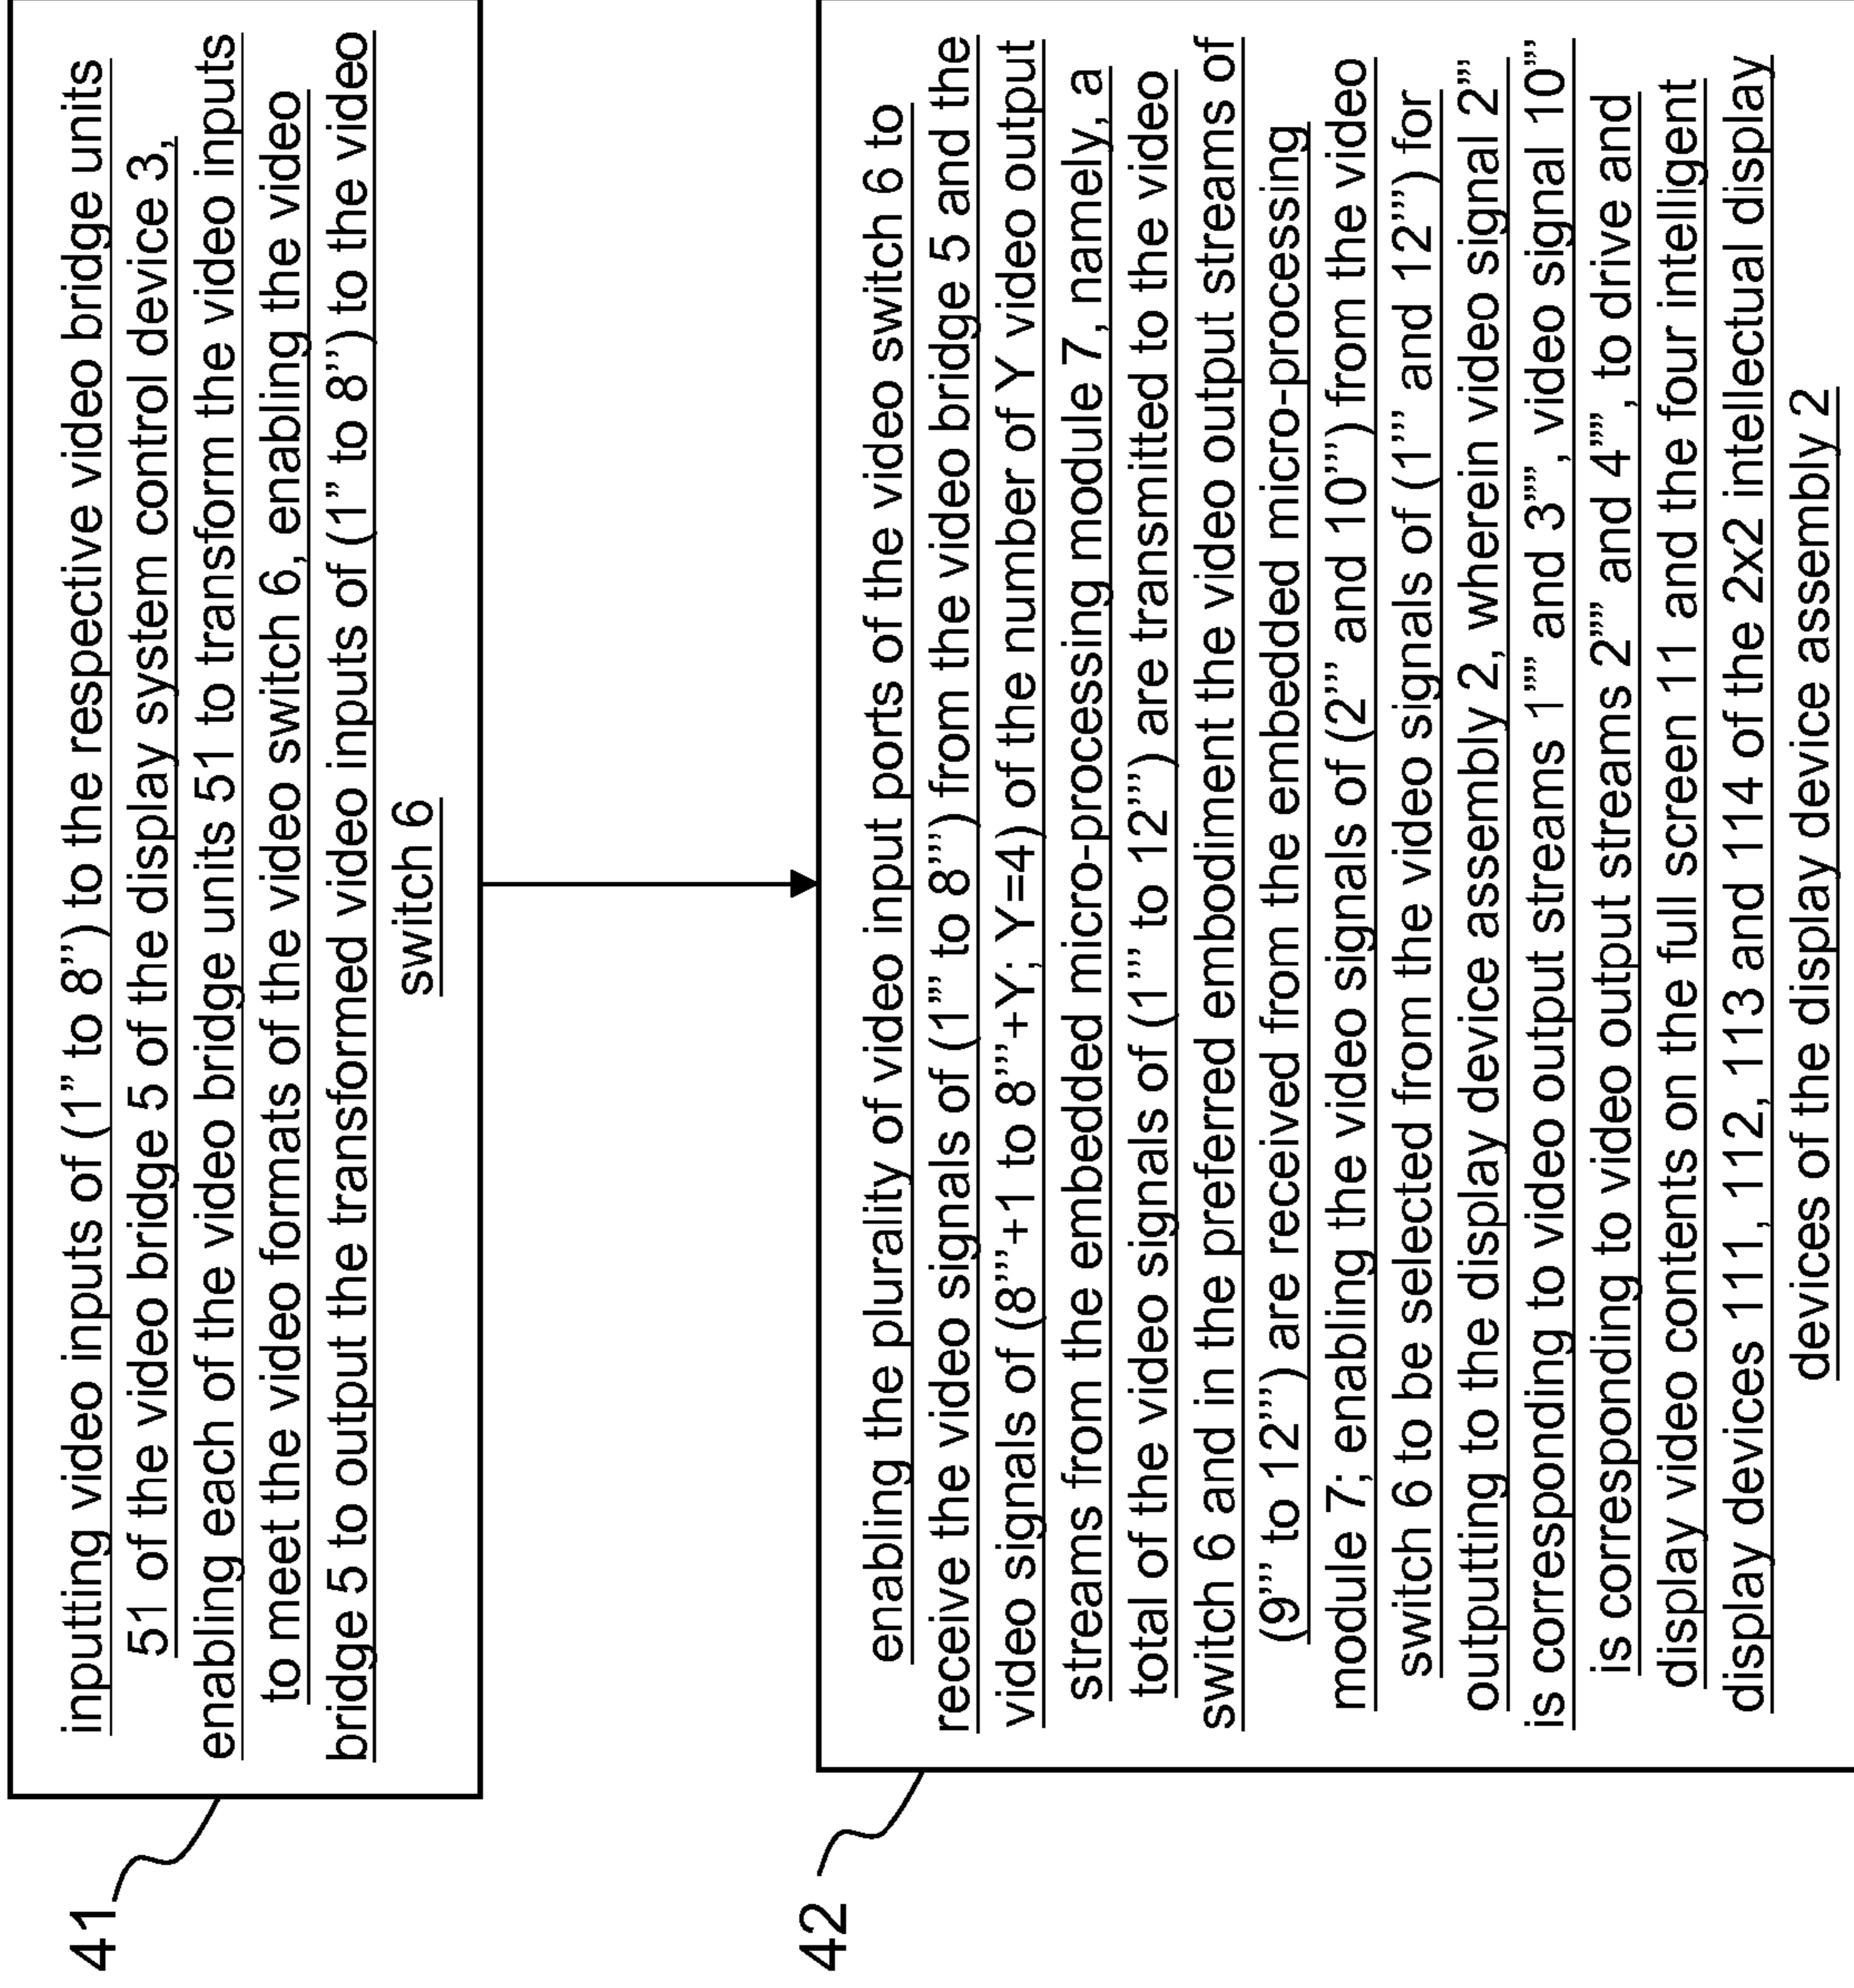 41
inputting video inputs of (1” to 8”) to the respective video bridge units
51 of the video bridge 5 of the display system control device 3,
enabling each of the video bridge units 51 to transform the video inputs
to meet the video formats of the video switch 6, enabling the video
bridge 5 to output the transformed video inputs of (1” to 8”) to the video
switch 6
42
enabling the plurality of video input ports of the video switch 6 to
receive the video signals of (1”’ to 8”’) from the video bridge 5 and the
video signals of (8”’+1 to 8”’+Y; Y=4) of the number of Y video output
streams from the embedded micro-processing module 7, namely, a
total of the video signals of (1”’ to 12”’) are transmitted to the video
switch 6 and in the preferred embodiment the video output streams of
(9”’ to 12”’) are received from the embedded micro-processing
module 7; enabling the video signals of (2”’ and 10”’) from the video
switch 6 to be selected from the video signals of (1”’ and 12”’) for
outputting to the display device assembly 2, wherein video signal 2”’
is corresponding to video output streams 1”” and 3””, video signal 10”’
is corresponding to video output streams 2”” and 4””, to drive and
display video contents on the full screen 11 and the four intelligent
display devices 111, 112, 113 and 114 of the 2x2 intellectual display
devices of the display device assembly 2